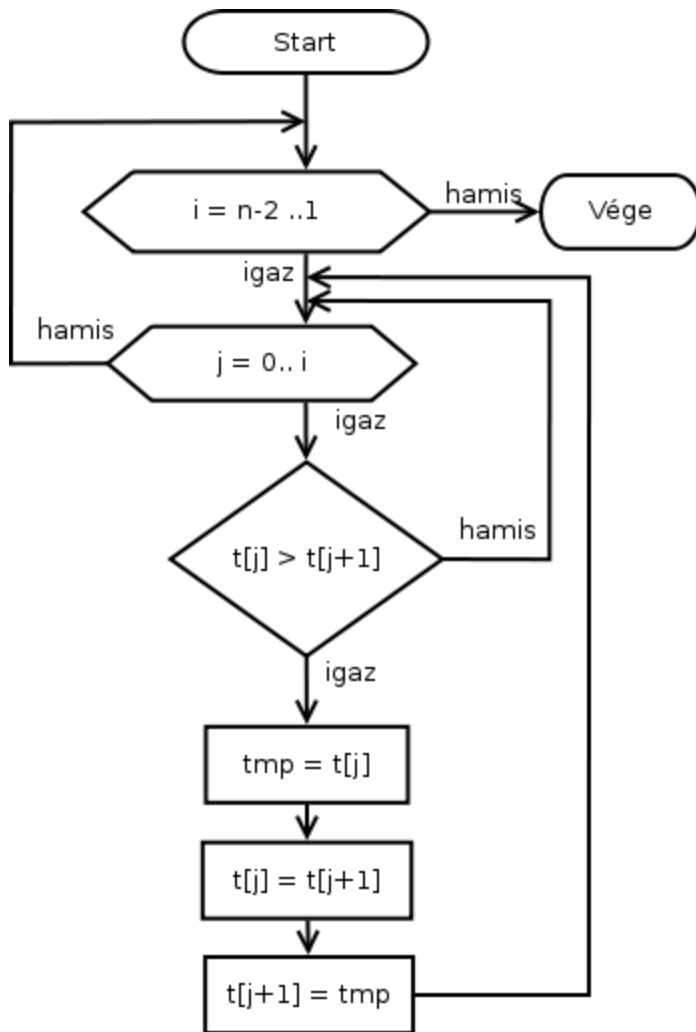 Start
i = n-2 ..1
hamis
Vége
igaz
hamis
j = 0.. i
igaz
t[j] > t[j+1]
hamis
igaz
tmp = t[j]
t[j] = t[j+1]
t[j+1] = tmp